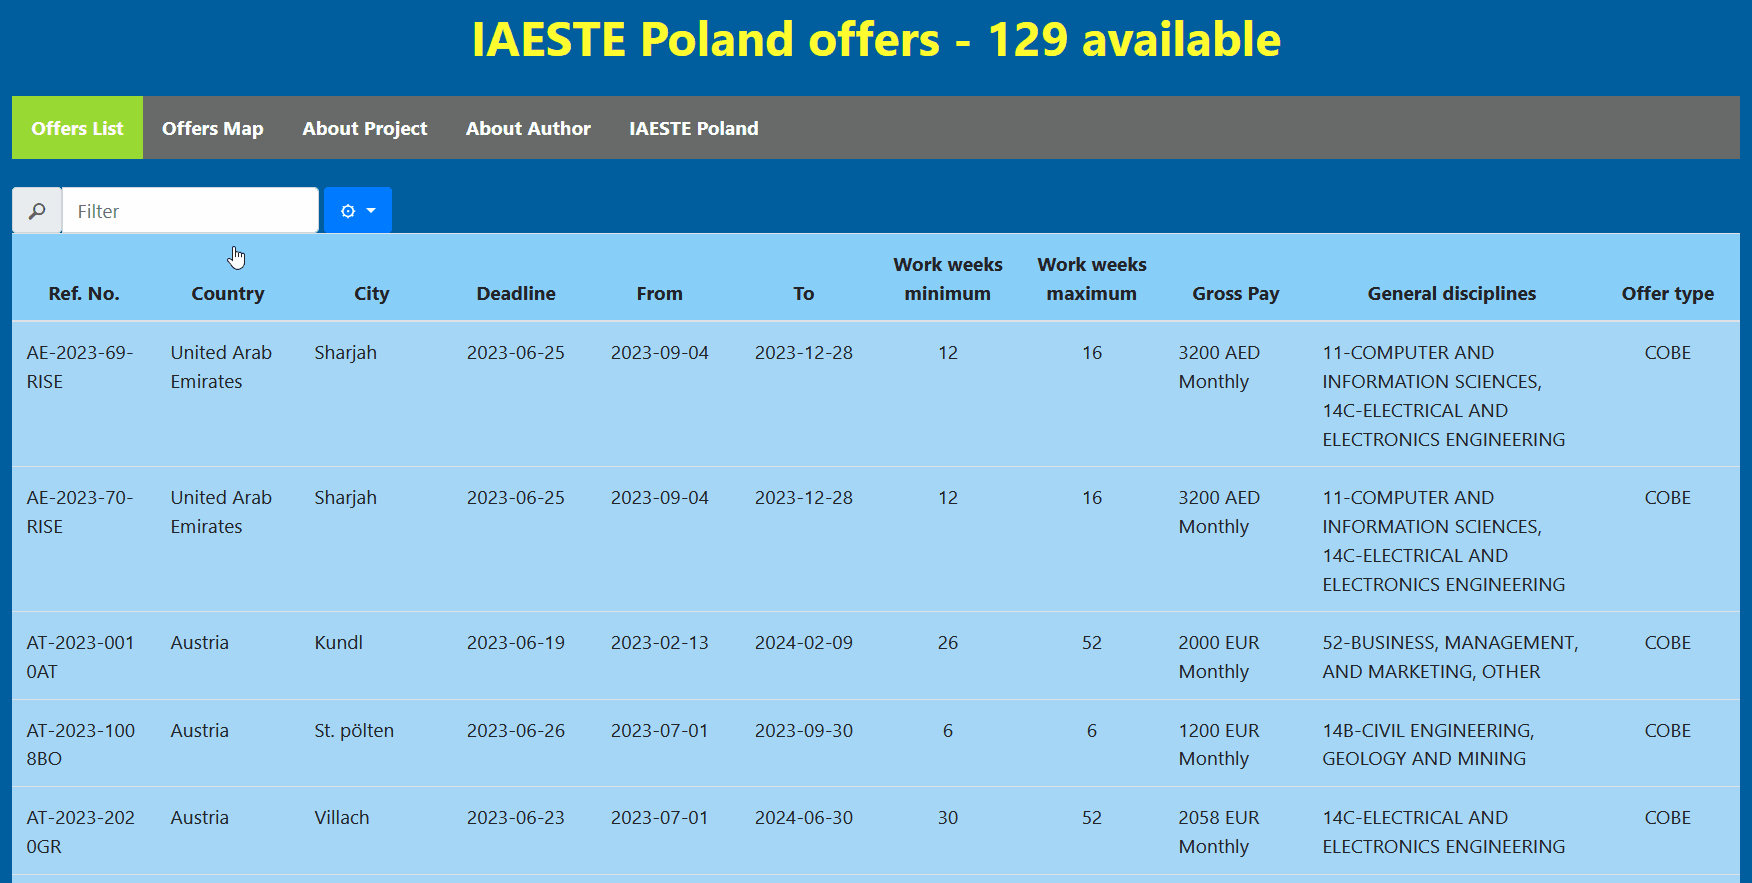 IAESTE Poland offers - 129 available
Offers List Offers Map About Project About Author IAESTE Poland
Filter
Work weeks Work weeks
Ref. No. Country City Deadline From To minimum maximum Gross Pay General disciplines Offer type
AE-2023-69- United Arab Sharjah 2023-06-25 2023-09-04 2023-12-28 12 16 3200 AED 11-COMPUTER AND COBE
RISE Emirates Monthly INFORMATION SCIENCES,
14C-ELECTRICAL AND
ELECTRONICS ENGINEERING
AE-2023-70- United Arab Sharjah 2023-06-25 2023-09-04 2023-12-28 12 16 3200 AED 11-COMPUTER AND COBE
RISE Emirates Monthly INFORMATION SCIENCES,
14C-ELECTRICAL AND
ELECTRONICS ENGINEERING
AT-2023-001 Austria Kundl 2023-06-19 2023-02-13 2024-02-09 26 52 2000 EUR 52-BUSINESS, MANAGEMENT, COBE
0AT Monthly AND MARKETING, OTHER
AT-2023-100 Austria St. pölten 2023-06-26 2023-07-01 2023-09-30 6 6 1200 EUR 14B-CIVIL ENGINEERING, COBE
8BO Monthly GEOLOGY AND MINING
AT-2023-202 Austria Villach 2023-06-23 2023-07-01 2024-06-30 30 52 2058 EUR 14C-ELECTRICAL AND COBE
0GR Monthly ELECTRONICS ENGINEERING